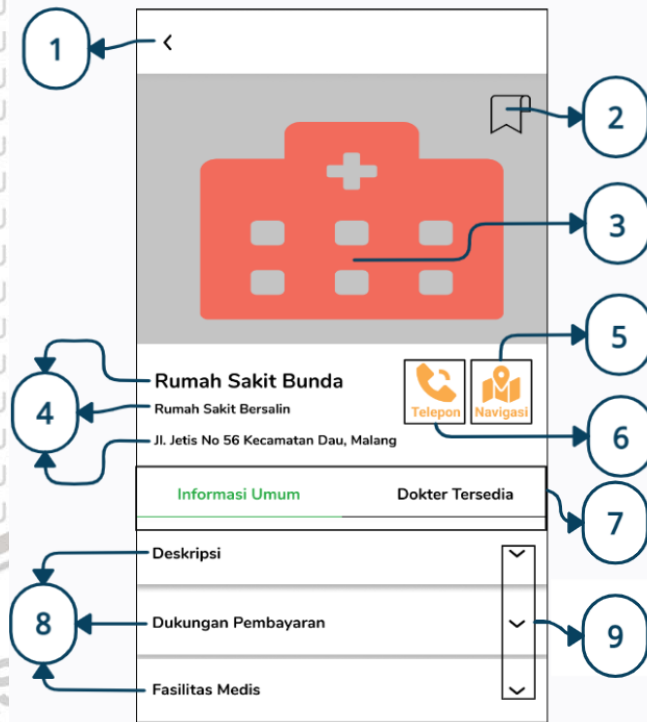 1
2
3
Rumah Sakit Bunda
Rumah Sakit Bersalin
Jl. Jetis No 56 Kecamatan Dau, Malang
4
Telepon
Navigasi
5
6
Informasi Umum
Dokter Tersedia
7
Deskripsi
Dukungan Pembayaran
Fasilitas Medis
8
9